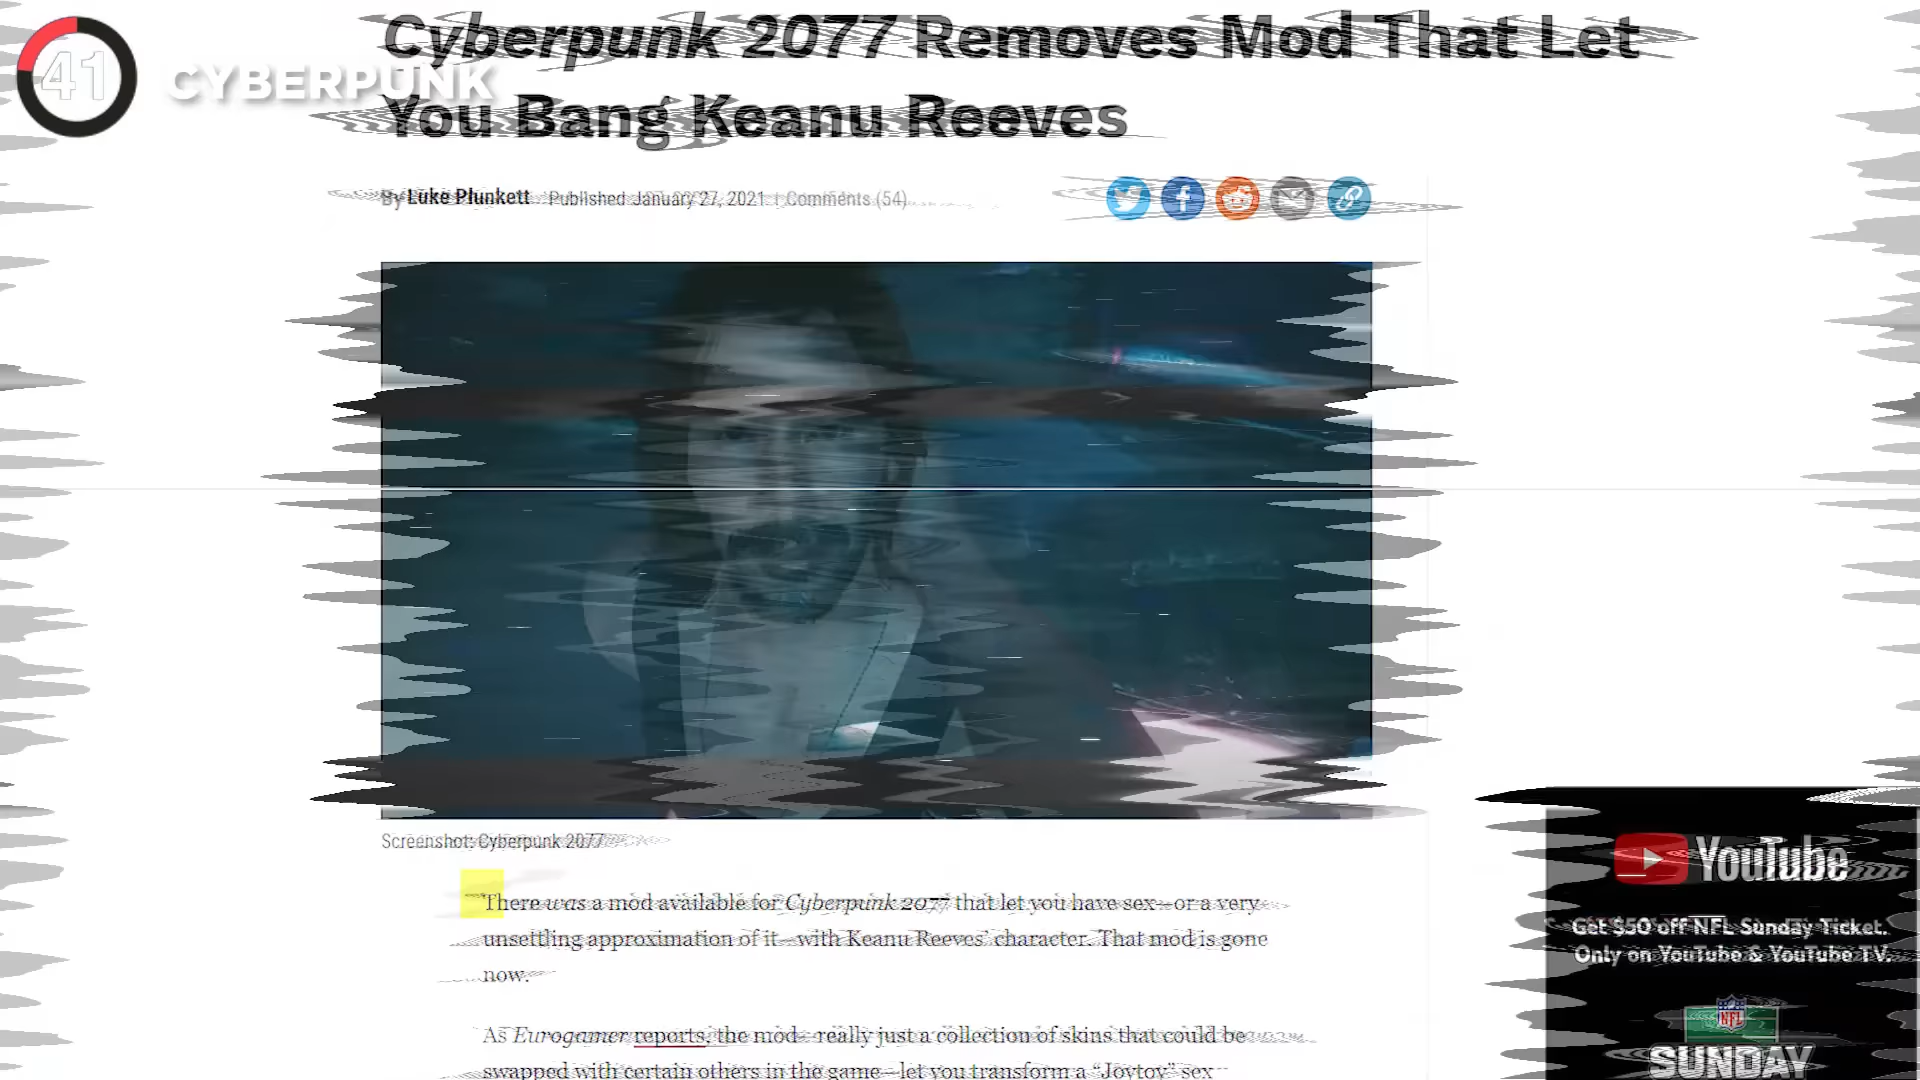 Cyberpunk 2077 Removes Mod That Let
41
CYBERPUNK
You Bang Keanu Reeves
By Luke Plunkett Published January 27, 2021 | Comments (54)
Screenshot: Cyberpunk 2077
There was a mod available for Cyberpunk 2077 that let you have sex—or a very
unsettling approximation of it—with Keanu Reeves’ character. That mod is gone
now.
As Eurogamer reports, the mod—really just a collection of skins that could be
swapped with certain others in the game—let you transform a “Joytoy” sex
YouTube
Get $50 off NFL Sunday Ticket.
Only on YouTube & YouTube TV.
NFL
SUNDAY